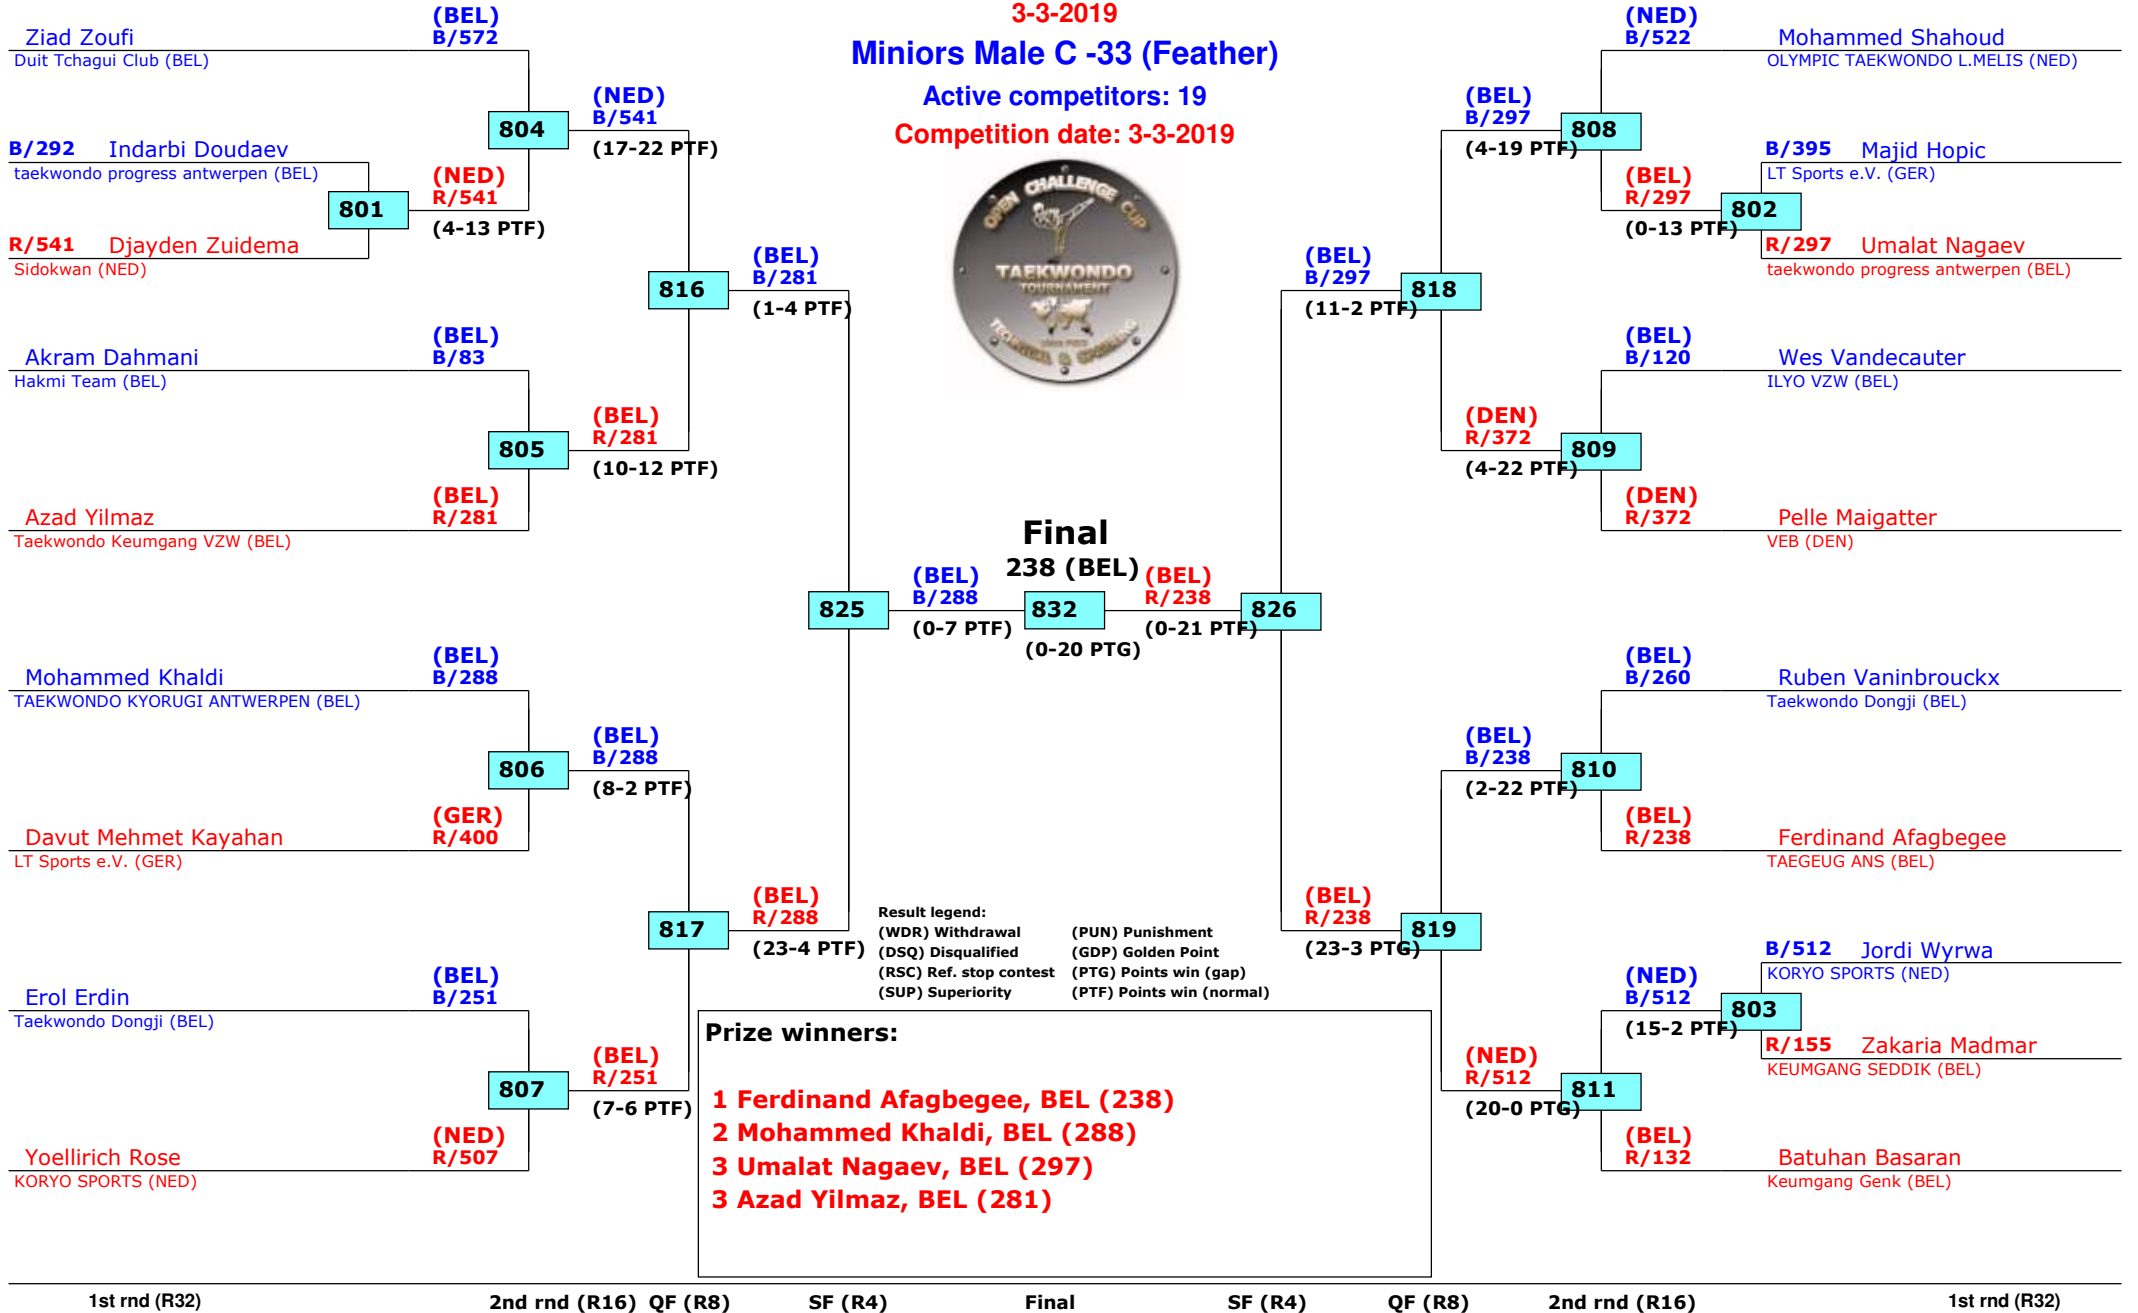 3-3-2019
Miniors Male C -33 (Feather)
Active competitors: 19
Competition date: 3-3-2019
OPEN CHALLENGE CUP
TAEKWONDO
TOURNAMENT
TECHNICAL & SPARRING
(BEL)
Ziad Zoufi B/572
Duit Tchagui Club (BEL)
804
(NED)
B/541
(17-22 PTF)
B/292 Indarbi Doudaev
taekwondo progress antwerpen (BEL)
801
(NED)
R/541
(4-13 PTF)
R/541 Djayden Zuidema
Sidokwan (NED)
816
(BEL)
B/281
(1-4 PTF)
(BEL)
Akram Dahmani B/83
Hakmi Team (BEL)
805
(BEL)
R/281
(10-12 PTF)
(BEL)
Azad Yilmaz R/281
Taekwondo Keumgang VZW (BEL)
825
(BEL)
B/288
(0-7 PTF)
(BEL)
Mohammed Khaldi B/288
TAEKWONDO KYORUGI ANTWERPEN (BEL)
806
(BEL)
B/288
(8-2 PTF)
(GER)
Davut Mehmet Kayahan R/400
LT Sports e.V. (GER)
817
(BEL)
R/288
(23-4 PTF)
(BEL)
Erol Erdin B/251
Taekwondo Dongji (BEL)
807
(BEL)
R/251
(7-6 PTF)
(NED)
Yoellirich Rose R/507
KORYO SPORTS (NED)
Final
238 (BEL)
832
(0-20 PTG)
(NED)
B/522 Mohammed Shahoud
OLYMPIC TAEKWONDO L.MELIS (NED)
(BEL)
B/297
808
(4-19 PTF)
B/395 Majid Hopic
LT Sports e.V. (GER)
(BEL)
R/297
802
(0-13 PTF)
R/297 Umalat Nagaev
taekwondo progress antwerpen (BEL)
(BEL)
B/297
818
(11-2 PTF)
(BEL)
B/120 Wes Vandecauter
ILYO VZW (BEL)
(DEN)
R/372
809
(4-22 PTF)
(DEN)
R/372 Pelle Maigatter
VEB (DEN)
(BEL)
R/238
826
(0-21 PTF)
(BEL)
B/260 Ruben Vaninbrouckx
Taekwondo Dongji (BEL)
(BEL)
B/238
810
(2-22 PTF)
(BEL)
R/238 Ferdinand Afagbegee
TAEGEUG ANS (BEL)
(BEL)
R/238
819
(23-3 PTG)
B/512 Jordi Wyrwa
KORYO SPORTS (NED)
(NED)
B/512
803
(15-2 PTF)
R/155 Zakaria Madmar
KEUMGANG SEDDIK (BEL)
(NED)
R/512
811
(20-0 PTG)
(BEL)
R/132 Batuhan Basaran
Keumgang Genk (BEL)
Result legend:
(WDR) Withdrawal (PUN) Punishment
(DSQ) Disqualified (GDP) Golden Point
(RSC) Ref. stop contest (PTG) Points win (gap)
(SUP) Superiority (PTF) Points win (normal)
Prize winners:
1 Ferdinand Afagbegee, BEL (238)
2 Mohammed Khaldi, BEL (288)
3 Umalat Nagaev, BEL (297)
3 Azad Yilmaz, BEL (281)
1st rnd (R32) 2nd rnd (R16) QF (R8) SF (R4) Final SF (R4) QF (R8) 2nd rnd (R16) 1st rnd (R32)